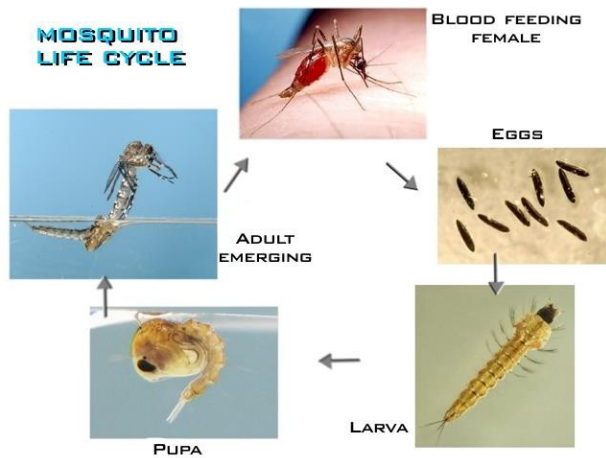 MOSQUITO
LIFE CYCLE
BLOOD FEEDING
FEMALE
EGGS
LARVA
PUPA
ADULT
EMERGING